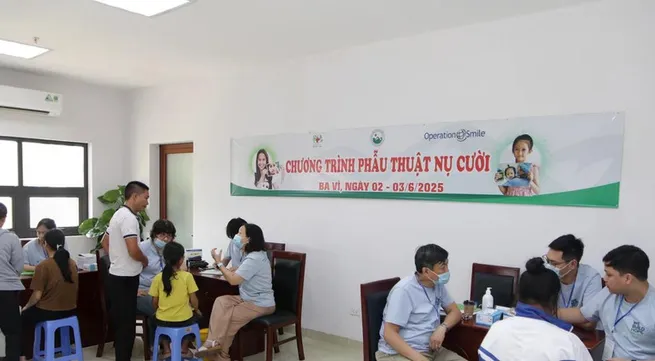 Operation Smile
CHƯƠNG TRÌNH PHẪU THUẬT NỤ CƯỜI
BA VÌ, NGÀY 02 - 03/6/2025